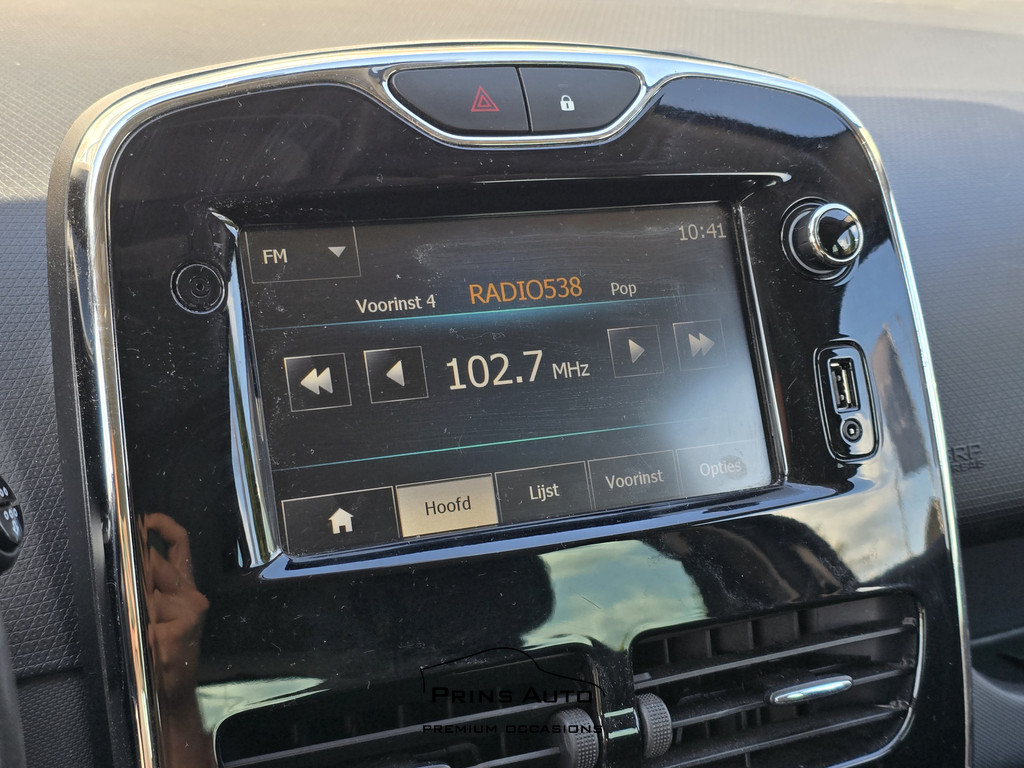 FM
10:41
Voorinst 4 RADIO538 Pop
102.7 MHz
Hoofd Lijst Voorinst Opties
PRINS AUTO
PREMIUM OCCASIONS